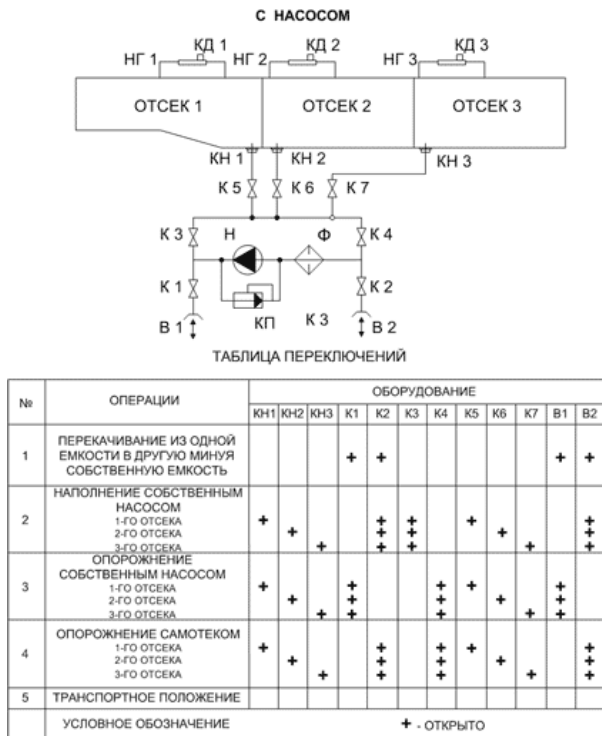 С НАСОСОМ
НГ 1 КД 1 НГ 2 КД 2 НГ 3 КД 3
ОТСЕК 1 ОТСЕК 2 ОТСЕК 3
КН 1 КН 2 КН 3
К 5 К 6 К 7
К 3 Н Ф К 4
К 1 К 2
В 1 КП К 3 В 2
ТАБЛИЦА ПЕРЕКЛЮЧЕНИЙ
№ ОПЕРАЦИИ ОБОРУДОВАНИЕ
КН1 КН2 КН3 К1 К2 К3 К4 К5 К6 К7 В1 В2
1 ПЕРЕКАЧИВАНИЕ ИЗ ОДНОЙ
ЕМКОСТИ В ДРУГУЮ МИНУЯ
СОБСТВЕННУЮ ЕМКОСТЬ + + + +
2 НАПОЛНЕНИЕ СОБСТВЕННЫМ
НАСОСОМ
1-ГО ОТСЕКА + + + + +
2-ГО ОТСЕКА + + + + +
3-ГО ОТСЕКА + + + + +
3 ОПОРОЖНЕНИЕ
СОБСТВЕННЫМ НАСОСОМ
1-ГО ОТСЕКА + + + + +
2-ГО ОТСЕКА + + + + +
3-ГО ОТСЕКА + + + + +
4 ОПОРОЖНЕНИЕ САМОТЕКОМ
1-ГО ОТСЕКА + + + + +
2-ГО ОТСЕКА + + + + +
3-ГО ОТСЕКА + + + + +
5 ТРАНСПОРТНОЕ ПОЛОЖЕНИЕ
УСЛОВНОЕ ОБОЗНАЧЕНИЕ + - ОТКРЫТО